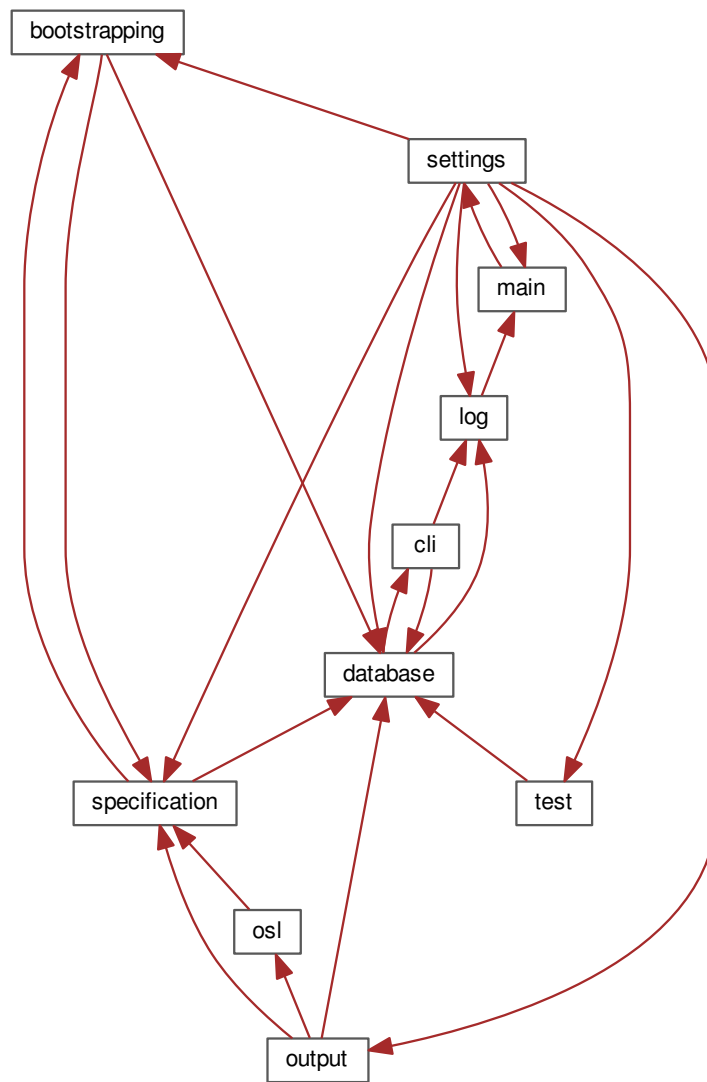 bootstrapping
settings
main
log
cli
database
specification
test
osl
output